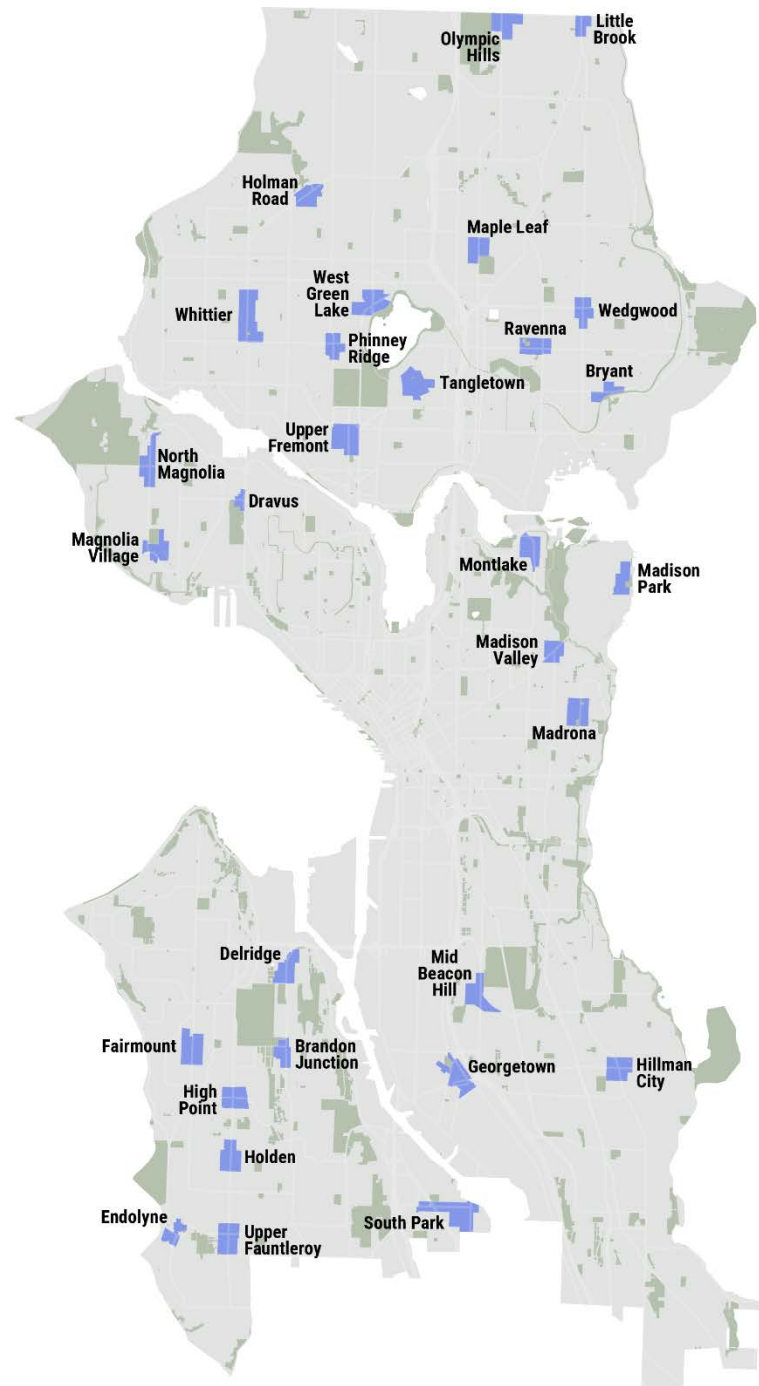 Olympic
Hills
Little
Brook
Holman
Road
Maple Leaf
West
Green
Lake
Whittier
Wedgwood
Ravenna
Phinney
Ridge
Bryant
Tangletown
Upper
Fremont
North
Magnolia
Dravus
Magnolia
Village
Montlake
Madison
Park
Madison
Valley
Madrona
Delridge
Mid
Beacon
Hill
Fairmount
Brandon
Junction
Georgetown
Hillman
City
High
Point
Holden
Endolyne
South Park
Upper
Fauntleroy